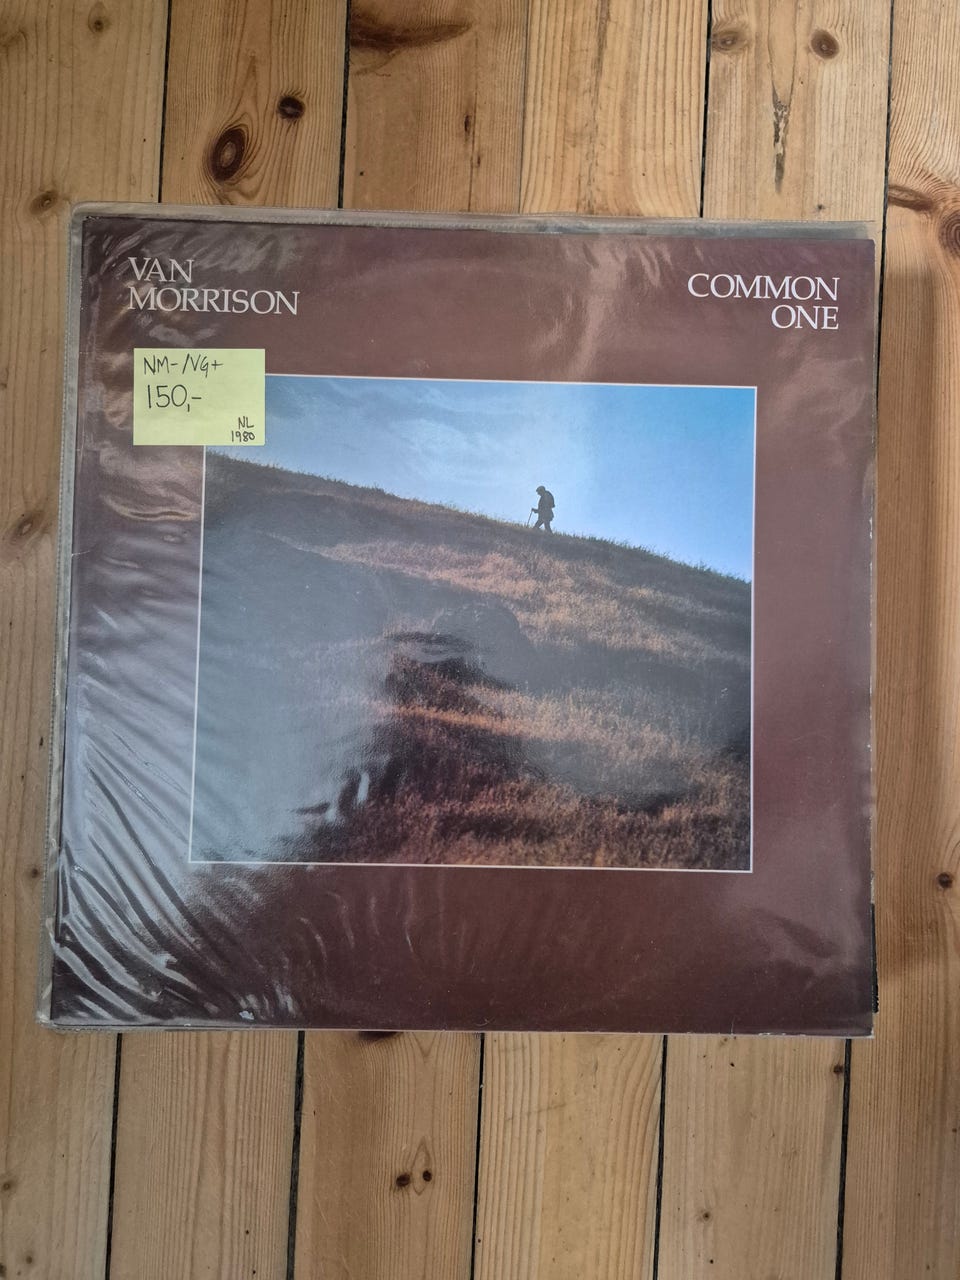 VAN
MORRISON
COMMON
ONE
NM-/VG+
150,-
NL
1980